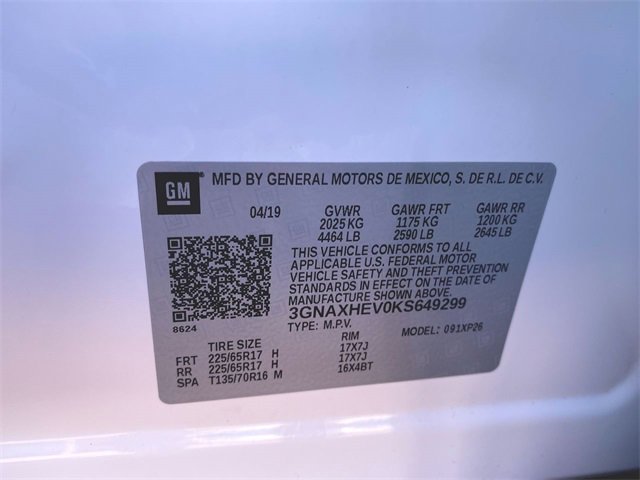 GM MFD BY GENERAL MOTORS DE MEXICO, S. DE R.L. DE C.V.
04/19 GVWR GAWR FRT GAWR RR
2025 KG 1175 KG 1200 KG
4464 LB 2590 LB 2645 LB
THIS VEHICLE CONFORMS TO ALL
APPLICABLE U.S. FEDERAL MOTOR
VEHICLE SAFETY AND THEFT PREVENTION
STANDARDS IN EFFECT ON THE DATE OF
MANUFACTURE SHOWN ABOVE.
3GNAXHEV0KS649299
8624 TYPE: M.P.V. MODEL: 091XP26
TIRE SIZE RIM
FRT 225/65R17 H 17X7J
RR 225/65R17 H 17X7J
SPA T135/70R16 M 16X4BT